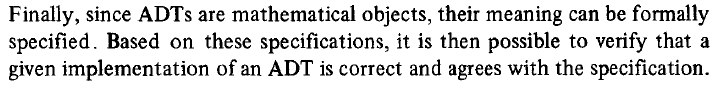 Finally, since ADTs are mathematical objects, their meaning can be formally
specified. Based on these specifications, it is then possible to verify that a
given implementation of an ADT is correct and agrees with the specification.